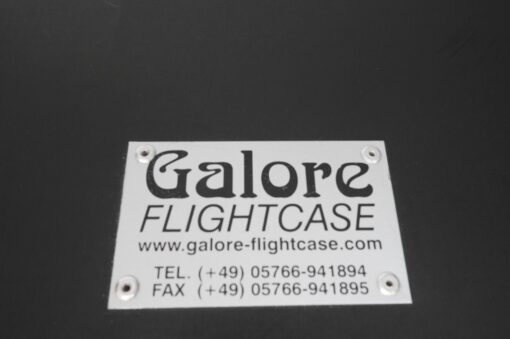 Galore
FLIGHTCASE
www.galore-flightcase.com
TEL. (+49) 05766-941894
FAX (+49) 05766-941895